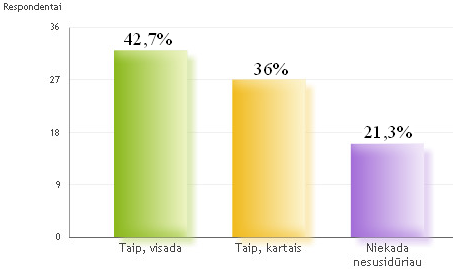 Respondentai
36
42,7%
27
36%
18
21,3%
9
0
Taip, visada
Taip, kartais
Niekada
nesusidūriau